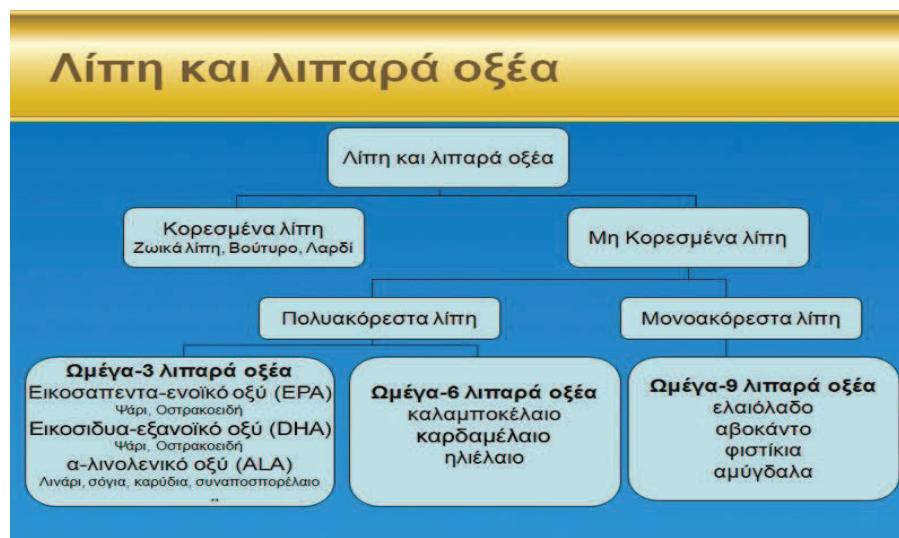 Λίπη και λιπαρά οξέα
Λίπη και λιπαρά οξέα
Κορεσμένα λίπη
Ζωικά λίπη, Βούτυρο, Λαρδί
Μη Κορεσμένα λίπη
Πολυακόρεστα λίπη
Μονοακόρεστα λίπη
Ωμέγα-3 λιπαρά οξέα
Εικοσαπεντα-ενοϊκό οξύ (EPA)
Ψάρι, Οστρακοειδή
Εικοσιδυα-εξανοϊκό οξύ (DHA)
Ψάρι, Οστρακοειδή
α-λινολενικό οξύ (ALA)
Λινάρι, σόγια, καρύδια, συναποσπορέλαιο
..
Ωμέγα-6 λιπαρά οξέα
καλαμποκέλαιο
καρδαμέλαιο
ηλιέλαιο
Ωμέγα-9 λιπαρά οξέα
ελαιόλαδο
αβοκάντο
φιστίκια
αμύγδαλα